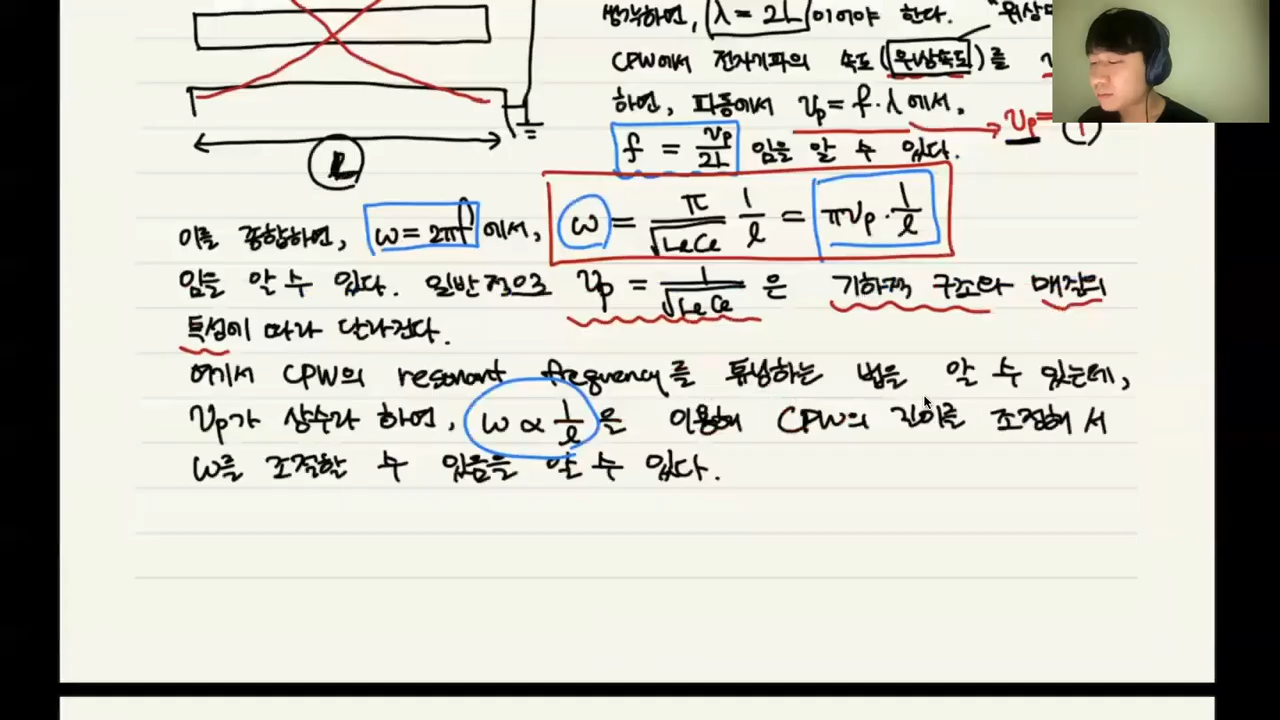 생각하면, λ = 2L 이어야 한다. "위상
CPW에서 전자기파의 속도 (위상속도)를
하면, 파동에서 νp = f·λ에서, νp=
f = νp/2L 임을 알 수 있다.
L
이를 종합하면, ω = 2πf 에서, ω = π/√LeCe 1/l = πνp · 1/l
임을 알 수 있다. 일반적으로 νp = 1/√LeCe 은 기하적 구조와 매질의
특성에 따라 달라진다.
여기서 CPW의 resonant frequency를 튜닝하는 법을 알 수 있는데,
νp가 상수라 하면, ω ∝ 1/l 을 이용해 CPW의 길이를 조정해서
ω를 조절할 수 있음을 알 수 있다.